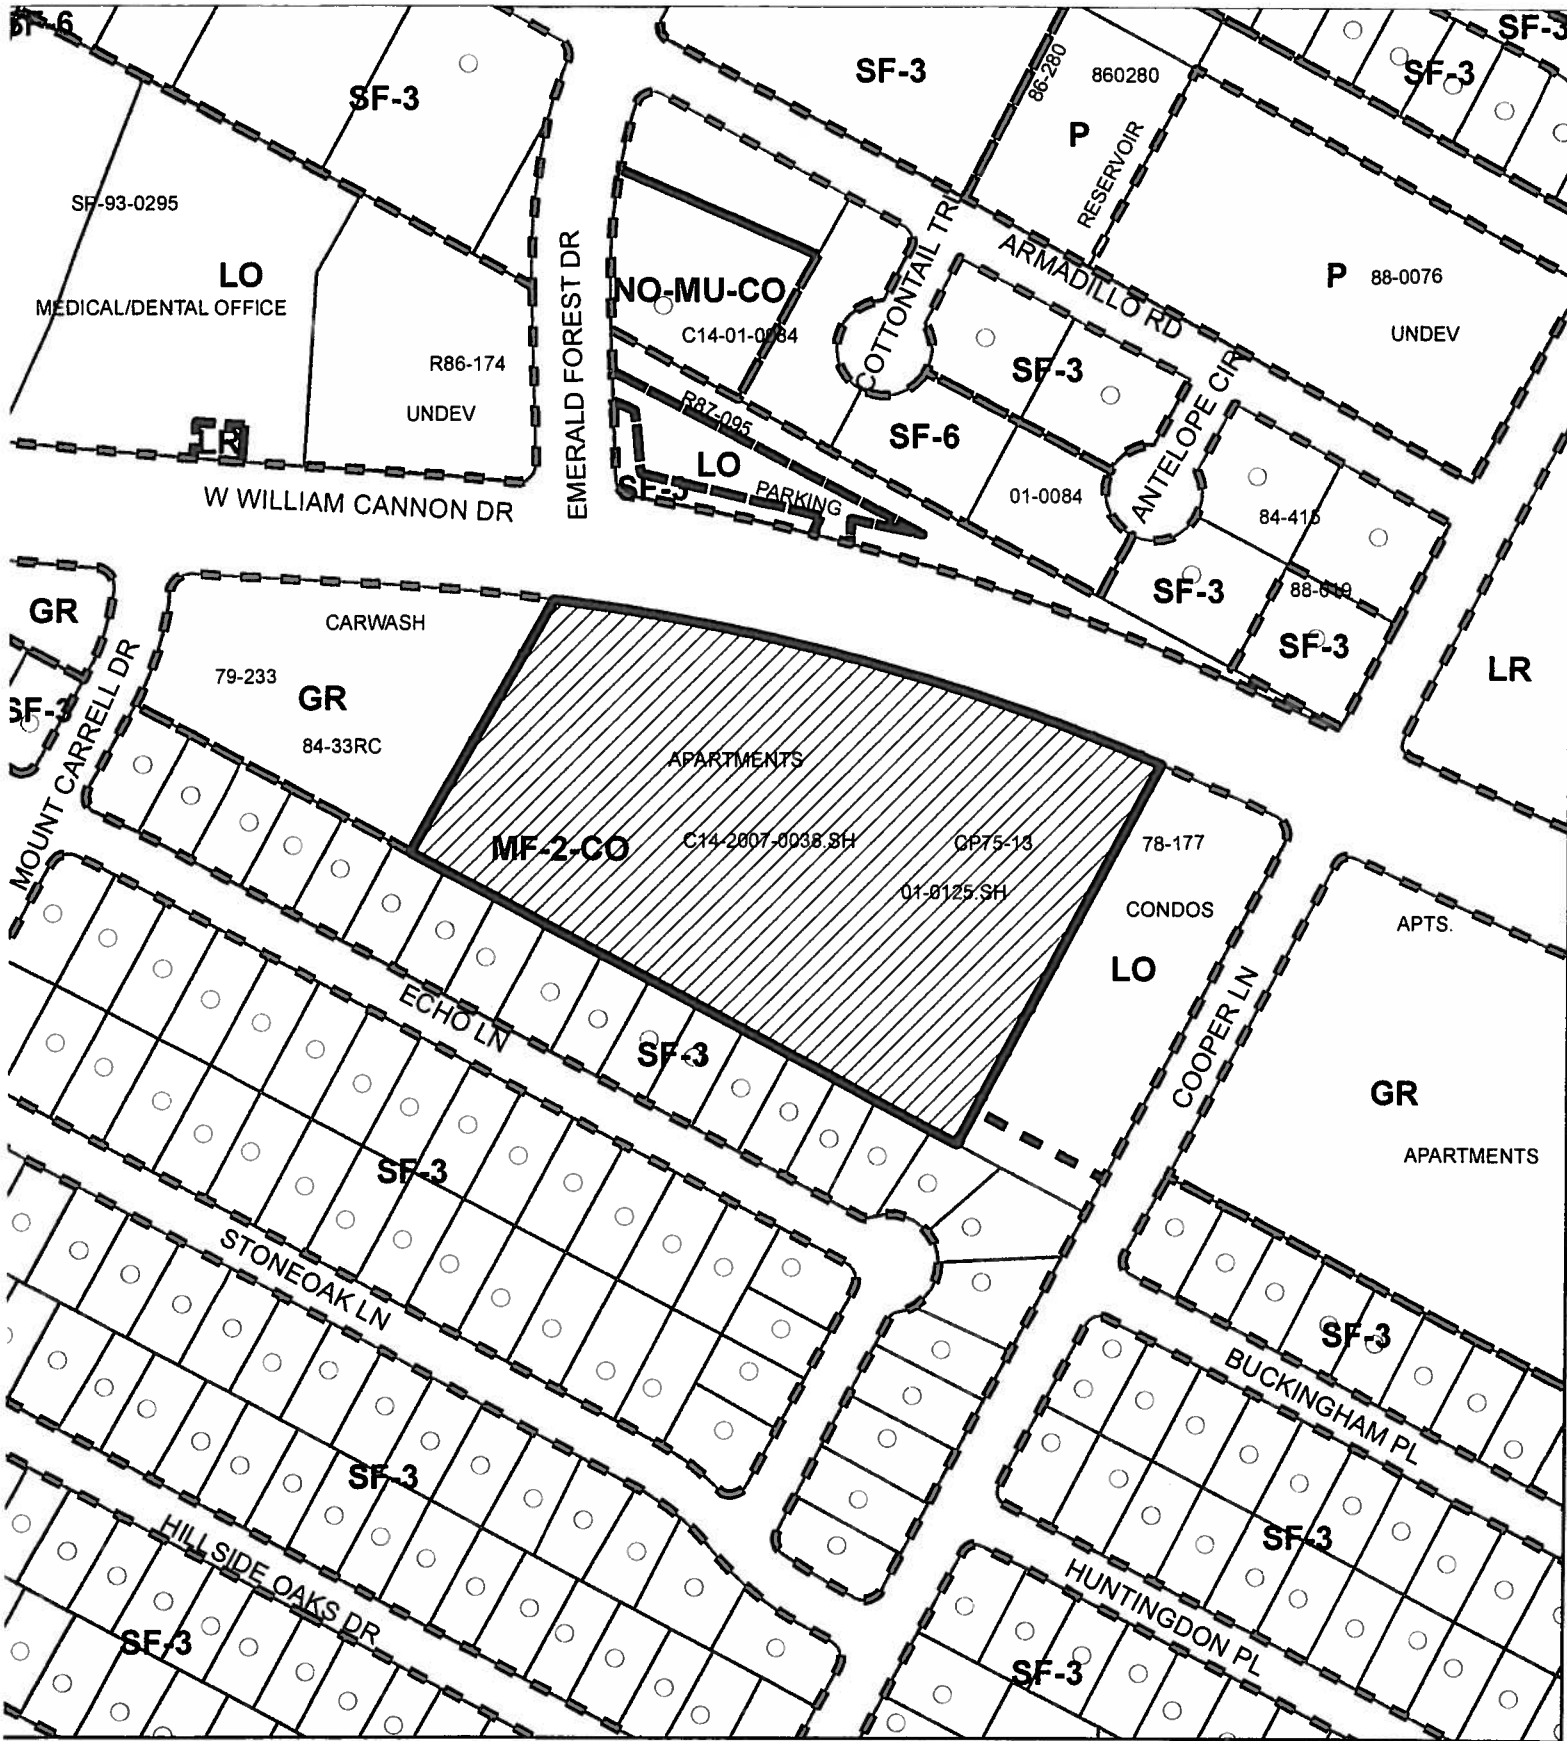 SF-6
SF-3
SF-3
SF-3
SF-3
86-280
860280
P
RESERVOIR
SF-93-0295
LO
MEDICAL/DENTAL OFFICE
R86-174
UNDEV
LR
EMERALD FOREST DR
NO-MU-CO
C14-01-0084
COTTONTAIL TRL
ARMADILLO RD
P
88-0076
UNDEV
SF-3
ANTELOPE CIR
R87-095
SF-6
LO
PARKING
SF-3
01-0084
84-415
SF-3
88-019
SF-3
LR
W WILLIAM CANNON DR
GR
CARWASH
79-233
GR
84-33RC
SF-3
MOUNT CARRELL DR
APARTMENTS
MF-2-CO
C14-2007-0038.SH
CP75-13
01-0125.SH
78-177
CONDOS
LO
APTS.
COOPER LN
GR
APARTMENTS
ECHO LN
SF-3
SF-3
STONEOAK LN
SF-3
BUCKINGHAM PL
SF-3
SF-3
HILLSIDE OAKS DR
SF-3
HUNTINGDON PL
SF-3